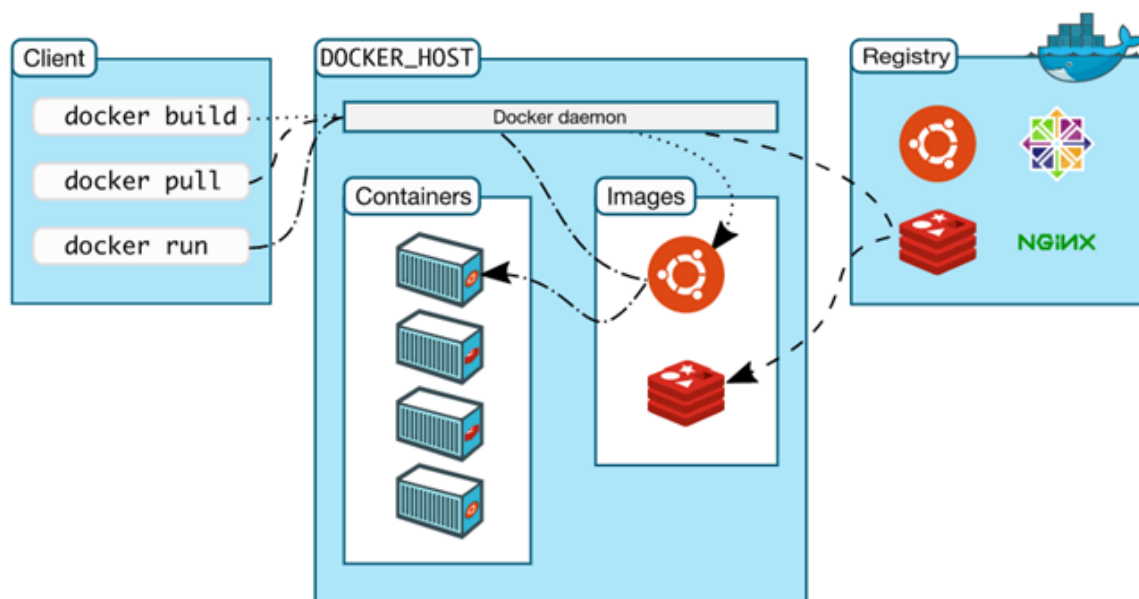 Client
docker build
docker pull
docker run
DOCKER_HOST
Docker daemon
Containers
Images
Registry
NGiNX